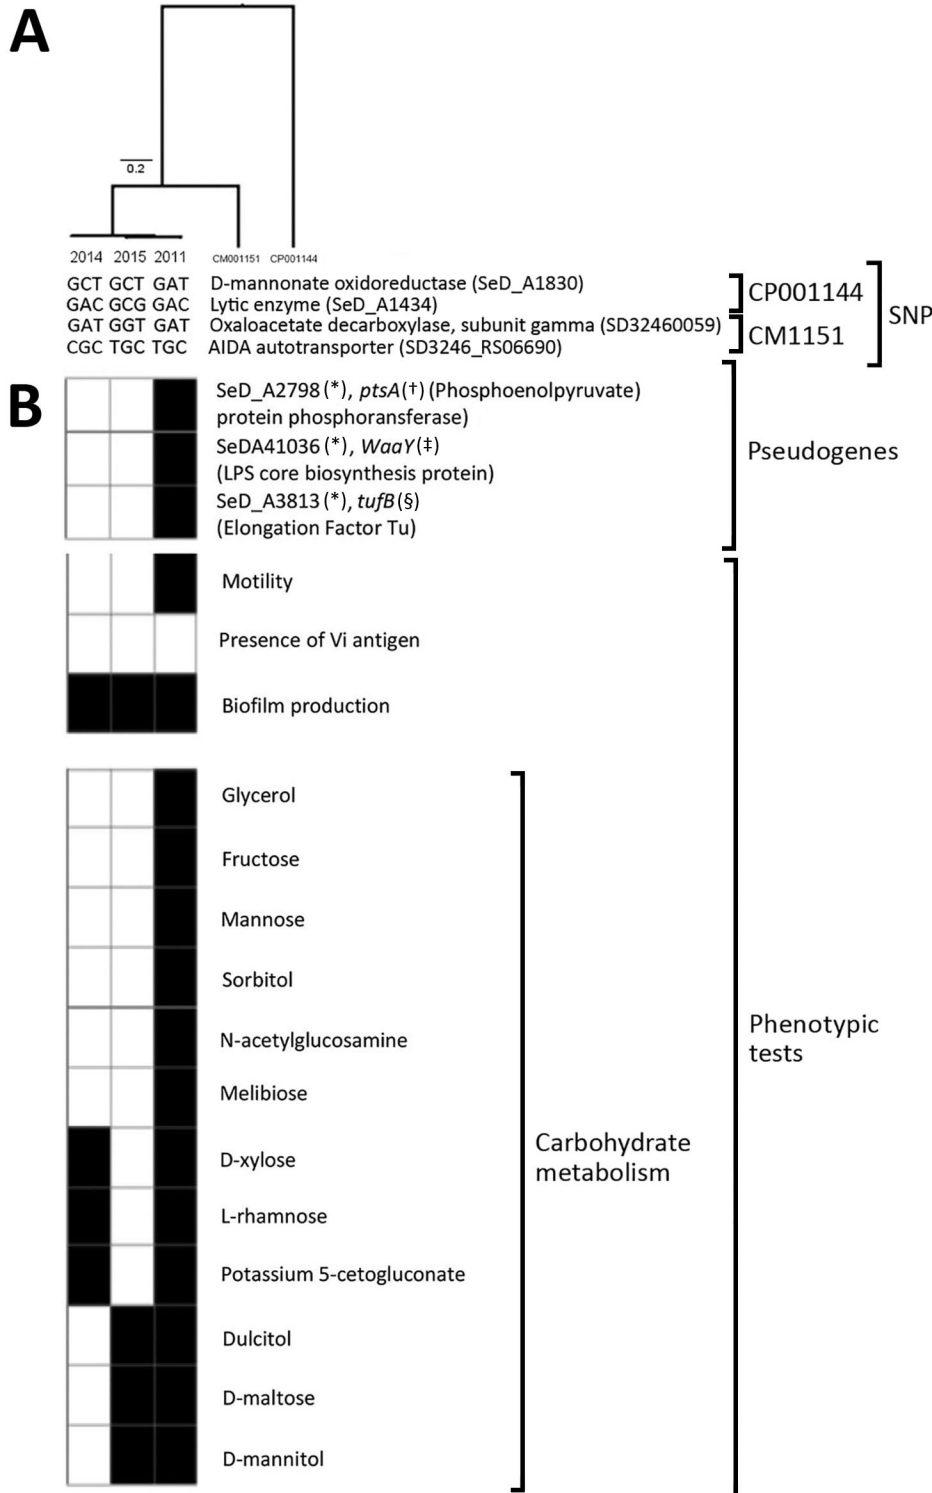 A
0.2
2014 2015 2011 CM001151 CP001144
GCT GCT GAT D-mannonate oxidoreductase (SeD_A1830)
GAC GCG GAC Lytic enzyme (SeD_A1434)
CP001144
GAT GGT GAT Oxaloacetate decarboxylase, subunit gamma (SD32460059)
CGC TGC TGC AIDA autotransporter (SD3246_RS06690)
CM1151
SNP
B
SeD_A2798(*), ptsA(†) (Phosphoenolpyruvate)
protein phosphoransferase)
SeDA41036(*), WaaY(‡)
(LPS core biosynthesis protein)
SeD_A3813(*), tufB(§)
(Elongation Factor Tu)
Pseudogenes
Motility
Presence of Vi antigen
Biofilm production
Glycerol
Fructose
Mannose
Sorbitol
N-acetylglucosamine
Melibiose
D-xylose
L-rhamnose
Potassium 5-cetogluconate
Dulcitol
D-maltose
D-mannitol
Carbohydrate
metabolism
Phenotypic
tests